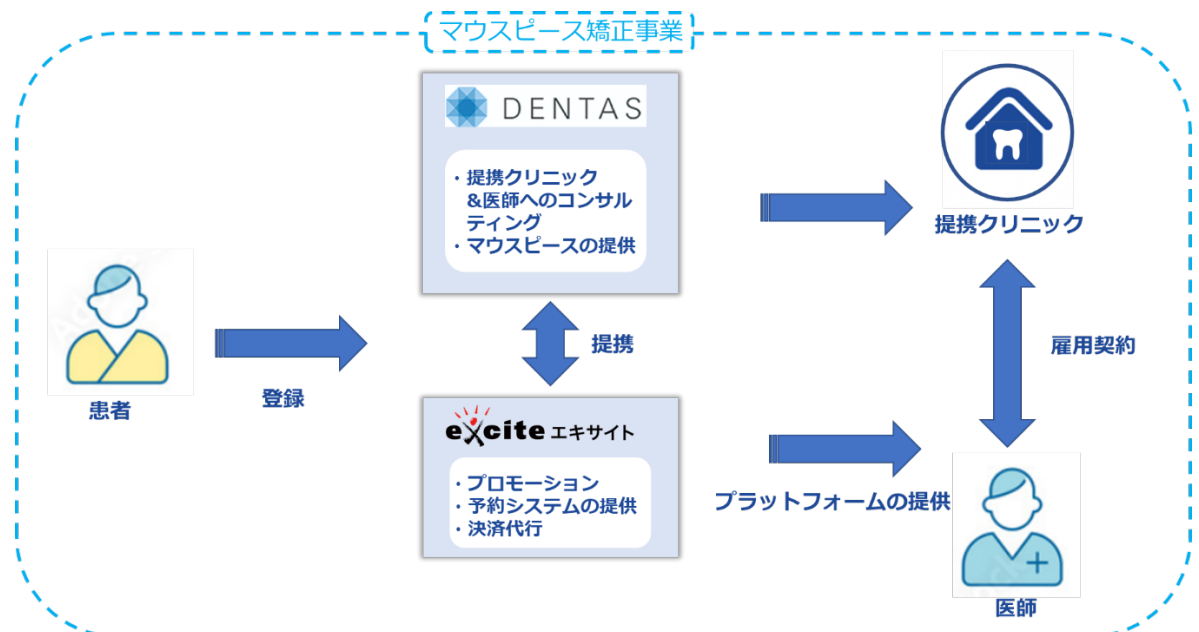 マウスピース矯正事業
DENTAS
・提携クリニック
&医師へのコンサル
ティング
・マウスピースの提供
提携クリニック
患者
登録
提携
雇用契約
excite エキサイト
・プロモーション
・予約システムの提供
・決済代行
プラットフォームの提供
医師